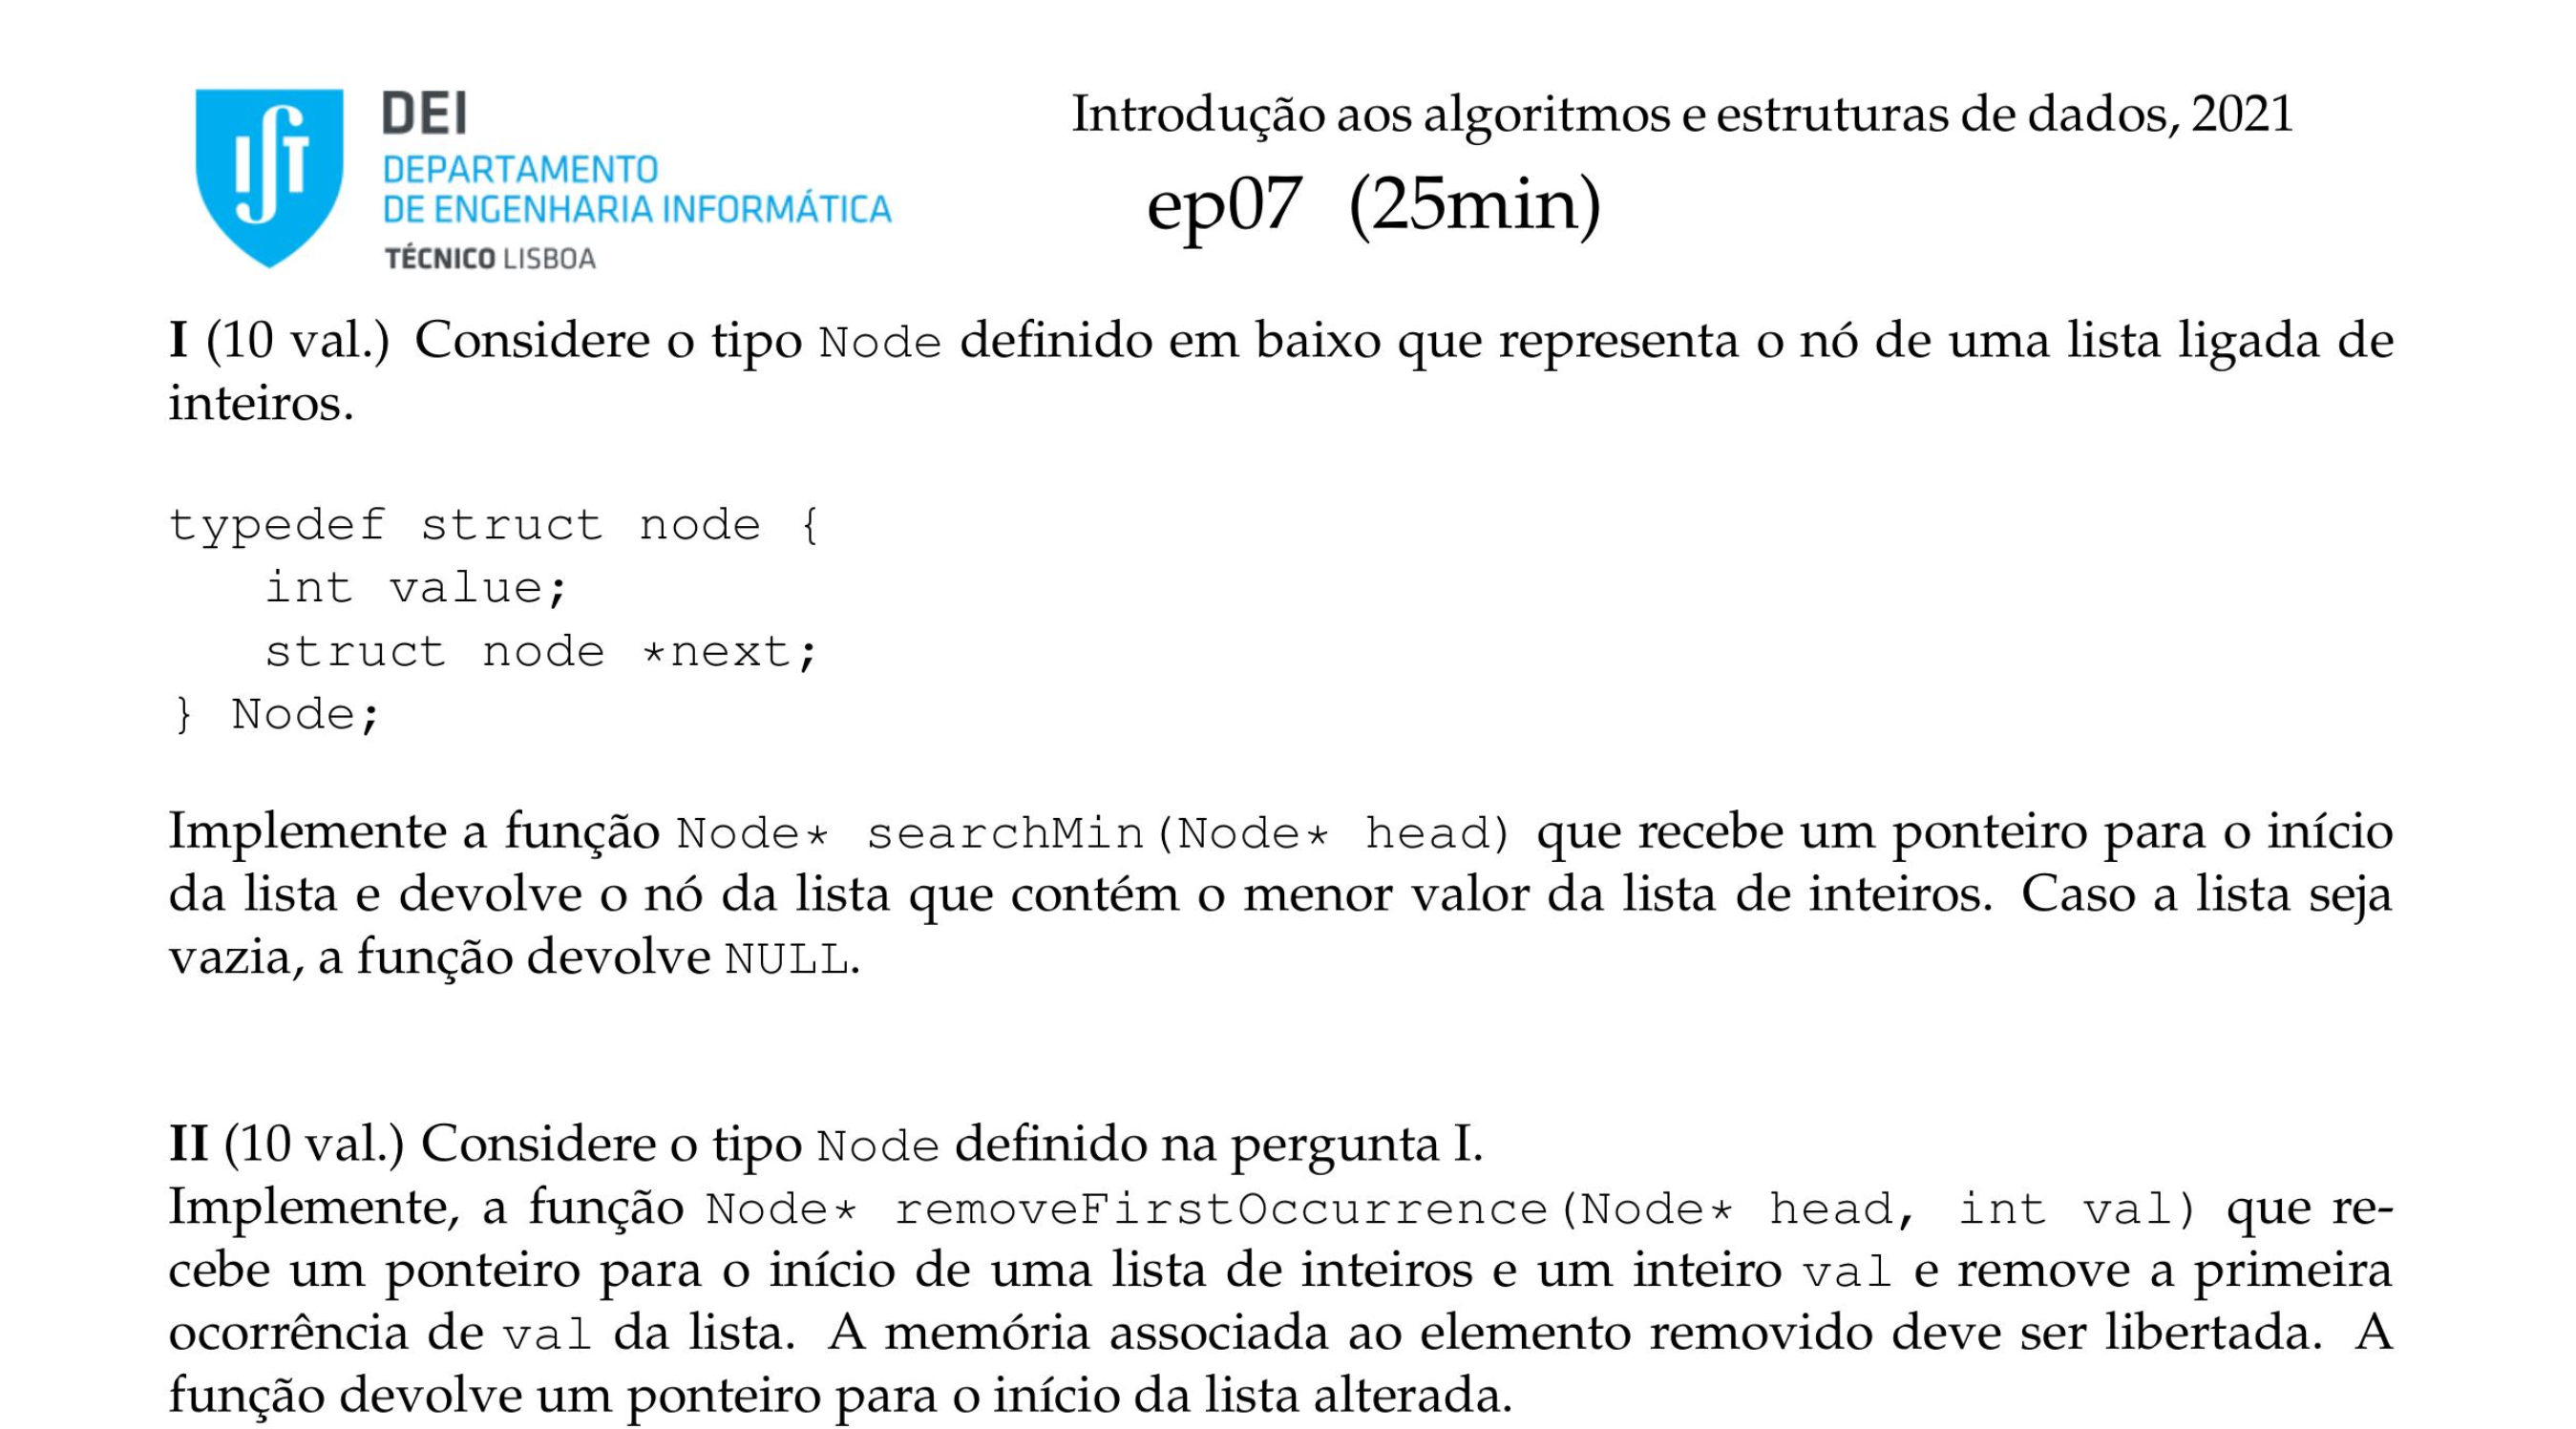 DEI
DEPARTAMENTO
DE ENGENHARIA INFORMÁTICA
TÉCNICO LISBOA
Introdução aos algoritmos e estruturas de dados, 2021
ep07 (25min)
I (10 val.) Considere o tipo Node definido em baixo que representa o nó de uma lista ligada de
inteiros.
typedef struct node {
    int value;
    struct node *next;
} Node;
Implemente a função Node* searchMin(Node* head) que recebe um ponteiro para o início
da lista e devolve o nó da lista que contém o menor valor da lista de inteiros. Caso a lista seja
vazia, a função devolve NULL.
II (10 val.) Considere o tipo Node definido na pergunta I.
Implemente, a função Node* removeFirstOccurrence(Node* head, int val) que re-
cebe um ponteiro para o início de uma lista de inteiros e um inteiro val e remove a primeira
ocorrência de val da lista. A memória associada ao elemento removido deve ser libertada. A
função devolve um ponteiro para o início da lista alterada.